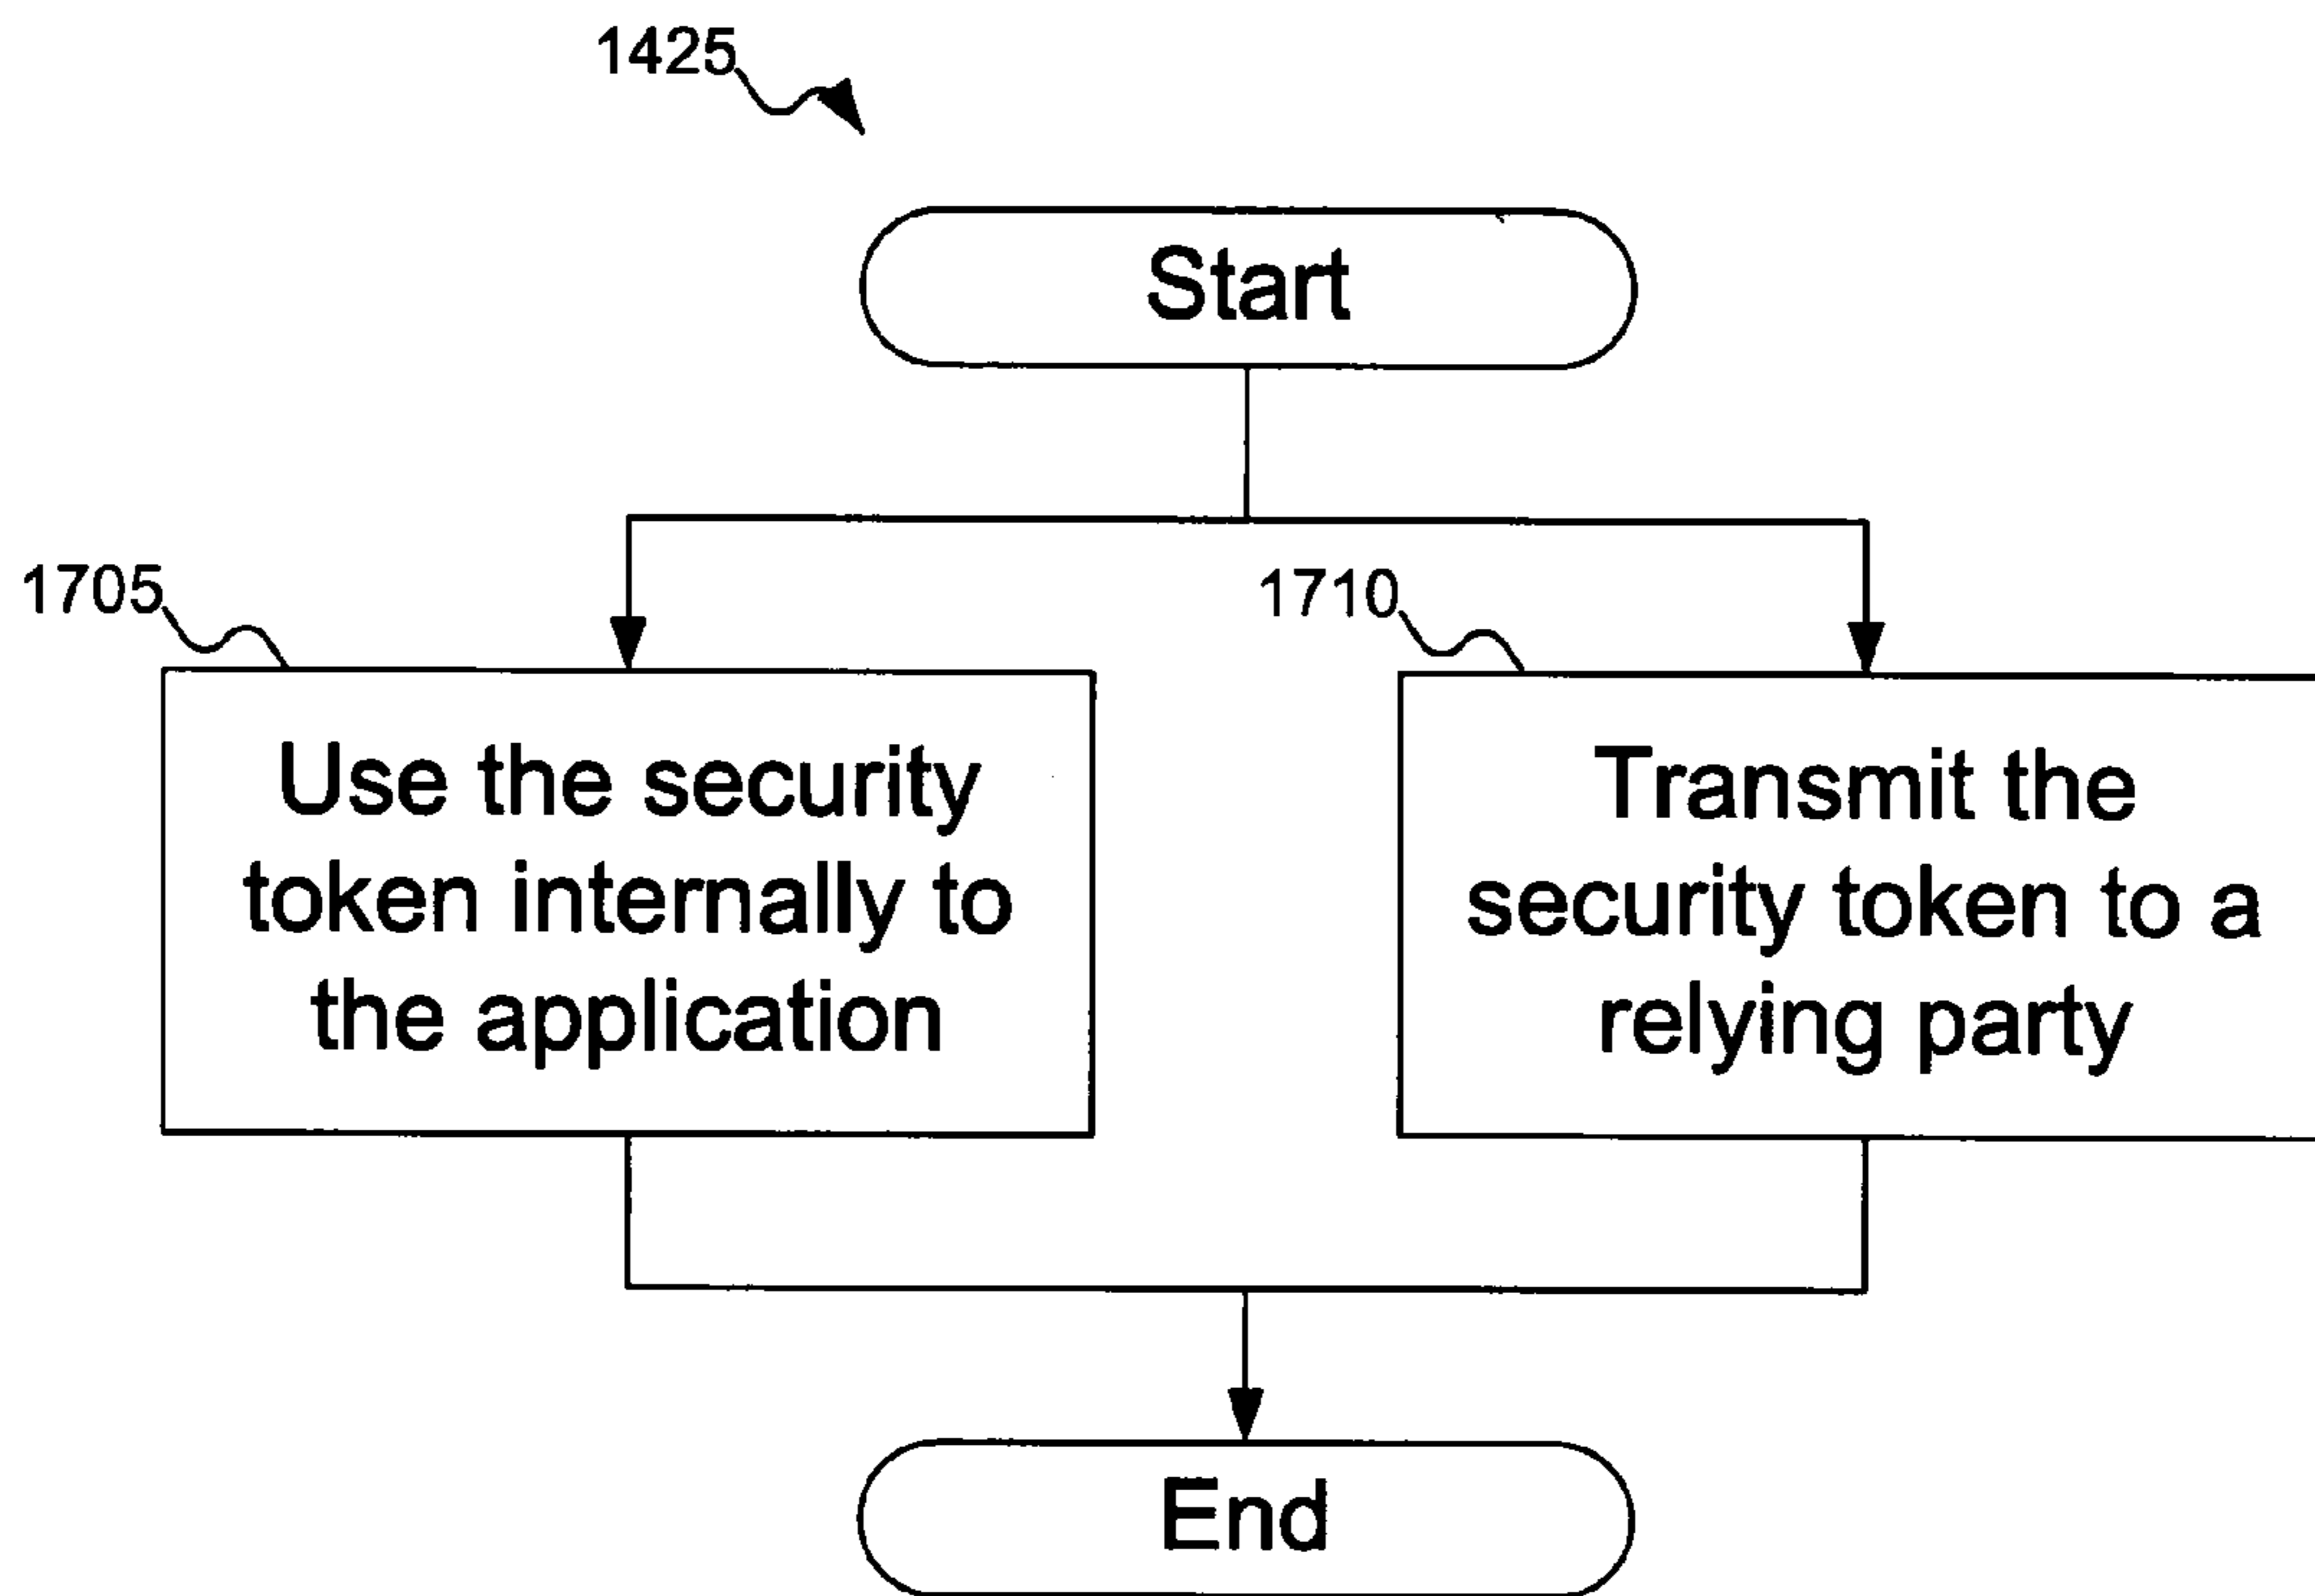 1425
Start
1705
1710
Use the security
token internally to
the application
Transmit the
security token to a
relying party
End